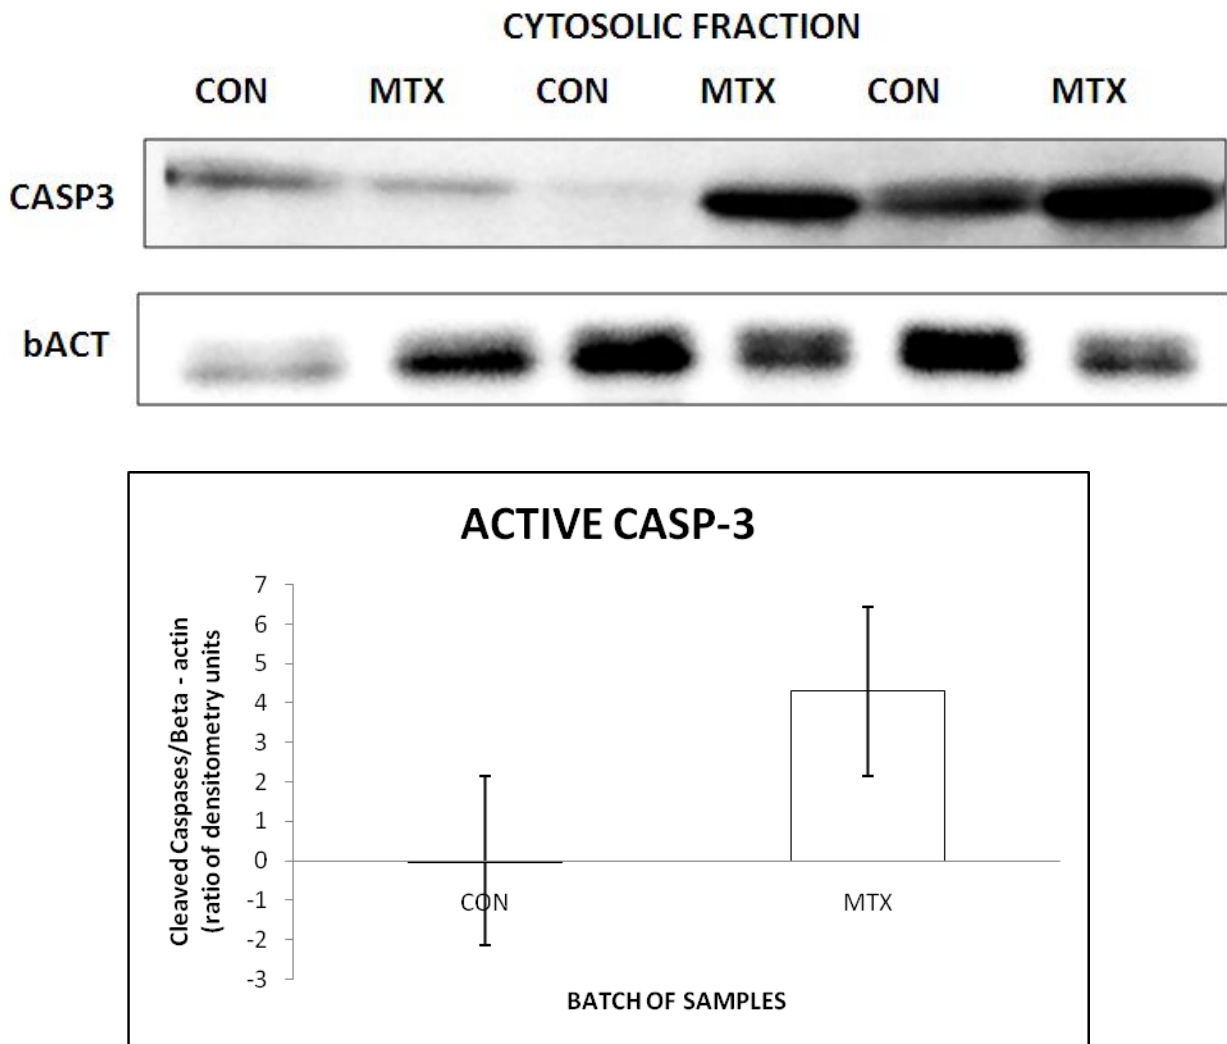 CYTOSOLIC FRACTION
CON MTX CON MTX CON MTX
CASP3
bACT
ACTIVE CASP-3
Cleaved Caspases/Beta - actin
(ratio of densitometry units
7
6
5
4
3
2
1
0
-1
-2
-3
CON MTX
BATCH OF SAMPLES